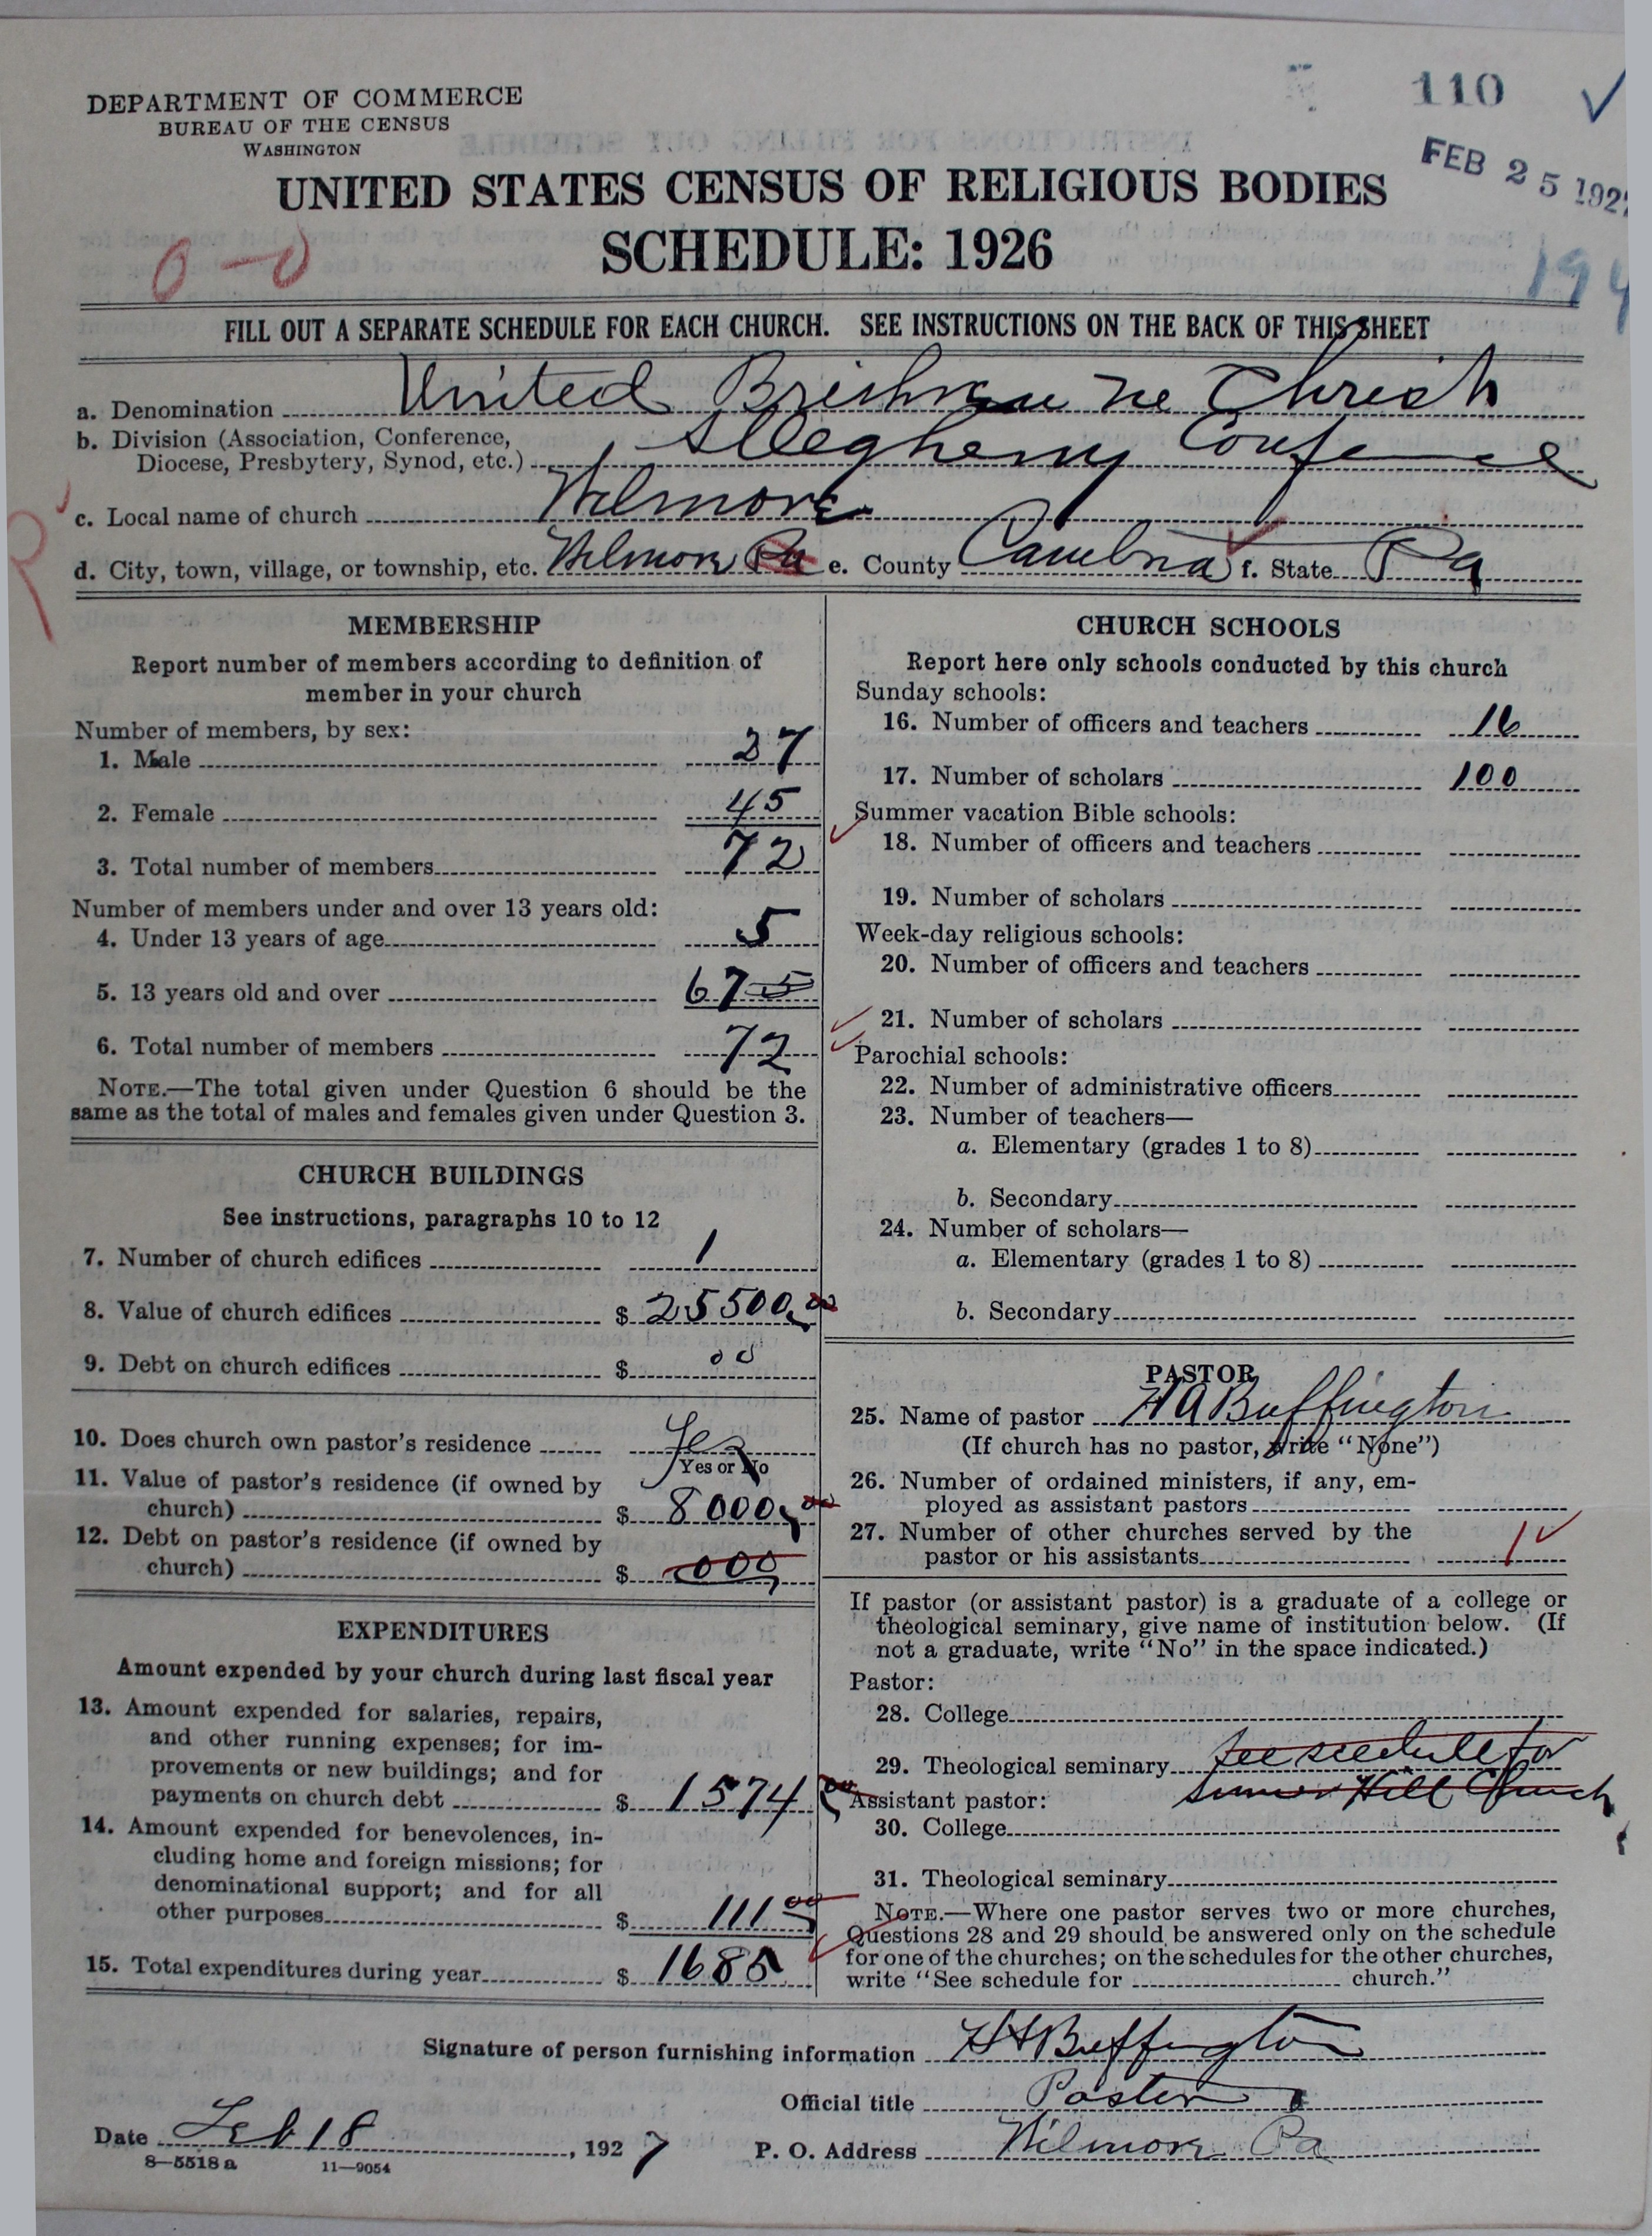 110
DEPARTMENT OF COMMERCE
BUREAU OF THE CENSUS
WASHINGTON
FEB 25 192
UNITED STATES CENSUS OF RELIGIOUS BODIES
SCHEDULE: 1926
0-0
194
FILL OUT A SEPARATE SCHEDULE FOR EACH CHURCH. SEE INSTRUCTIONS ON THE BACK OF THIS SHEET
a. Denomination United Christ
b. Division (Association, Conference,
Diocese, Presbytery, Synod, etc.) Allegheny Conference
c. Local name of church Wilmore
R
d. City, town, village, or township, etc. Wilmore Pa e. County Cambria f. State Pa
MEMBERSHIP
Report number of members according to definition of
member in your church
Number of members, by sex:
1. Male 27
2. Female 45
3. Total number of members 72
Number of members under and over 13 years old:
4. Under 13 years of age 5
5. 13 years old and over 67
6. Total number of members 72
NOTE.—The total given under Question 6 should be the
same as the total of males and females given under Question 3.
CHURCH BUILDINGS
See instructions, paragraphs 10 to 12
7. Number of church edifices 1
8. Value of church edifices $ 25500.00
9. Debt on church edifices $ 00
10. Does church own pastor's residence Yes
Yes or No
11. Value of pastor's residence (if owned by
church) $ 8000.00
12. Debt on pastor's residence (if owned by
church) $ 000
EXPENDITURES
Amount expended by your church during last fiscal year
13. Amount expended for salaries, repairs,
and other running expenses; for im-
provements or new buildings; and for
payments on church debt $ 1574 00
14. Amount expended for benevolences, in-
cluding home and foreign missions; for
denominational support; and for all
other purposes $ 111 00
15. Total expenditures during year $ 1685
CHURCH SCHOOLS
Report here only schools conducted by this church
Sunday schools:
16. Number of officers and teachers 16
17. Number of scholars 100
Summer vacation Bible schools:
18. Number of officers and teachers
19. Number of scholars
Week-day religious schools:
20. Number of officers and teachers
21. Number of scholars
Parochial schools:
22. Number of administrative officers
23. Number of teachers—
a. Elementary (grades 1 to 8)
b. Secondary
24. Number of scholars—
a. Elementary (grades 1 to 8)
b. Secondary
PASTOR
25. Name of pastor H A Buffington
(If church has no pastor, write "None")
26. Number of ordained ministers, if any, em-
ployed as assistant pastors
27. Number of other churches served by the
pastor or his assistants 1
If pastor (or assistant pastor) is a graduate of a college or
theological seminary, give name of institution below. (If
not a graduate, write "No" in the space indicated.)
Pastor:
28. College
29. Theological seminary See scedule for
Hill Church
Assistant pastor:
30. College
31. Theological seminary
NOTE.—Where one pastor serves two or more churches,
Questions 28 and 29 should be answered only on the schedule
for one of the churches; on the schedules for the other churches,
write "See schedule for church."
Signature of person furnishing information H A Buffington
Official title Pastor
Date Feb 18, 1927 P. O. Address Wilmore Pa
8—5518 a 11—9054